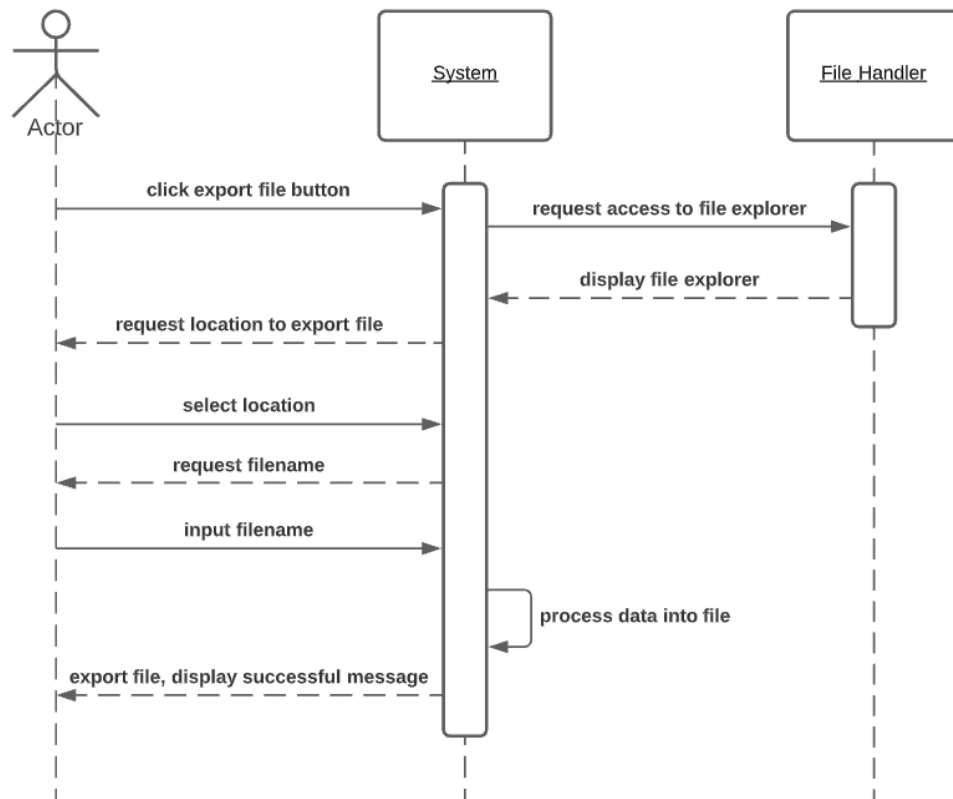 System
File Handler
Actor
click export file button
request access to file explorer
display file explorer
request location to export file
select location
request filename
input filename
process data into file
export file, display successful message